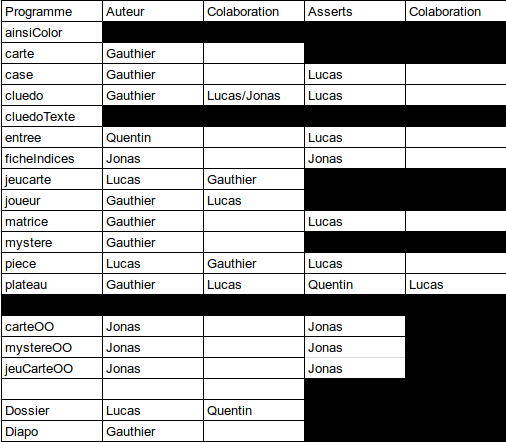 Programme Auteur Colaboration Asserts Colaboration
ainsiColor
carte Gauthier
case Gauthier Lucas
cluedo Gauthier Lucas/Jonas Lucas
cluedoTexte
entree Quentin Lucas
ficheIndices Jonas Jonas
jeucarte Lucas Gauthier
joueur Gauthier Lucas
matrice Gauthier Lucas
mystere Gauthier
piece Lucas Gauthier Lucas
plateau Gauthier Lucas Quentin Lucas
carteOO Jonas Jonas
mystereOO Jonas Jonas
jeuCarteOO Jonas Jonas
Dossier Lucas Quentin
Diapo Gauthier